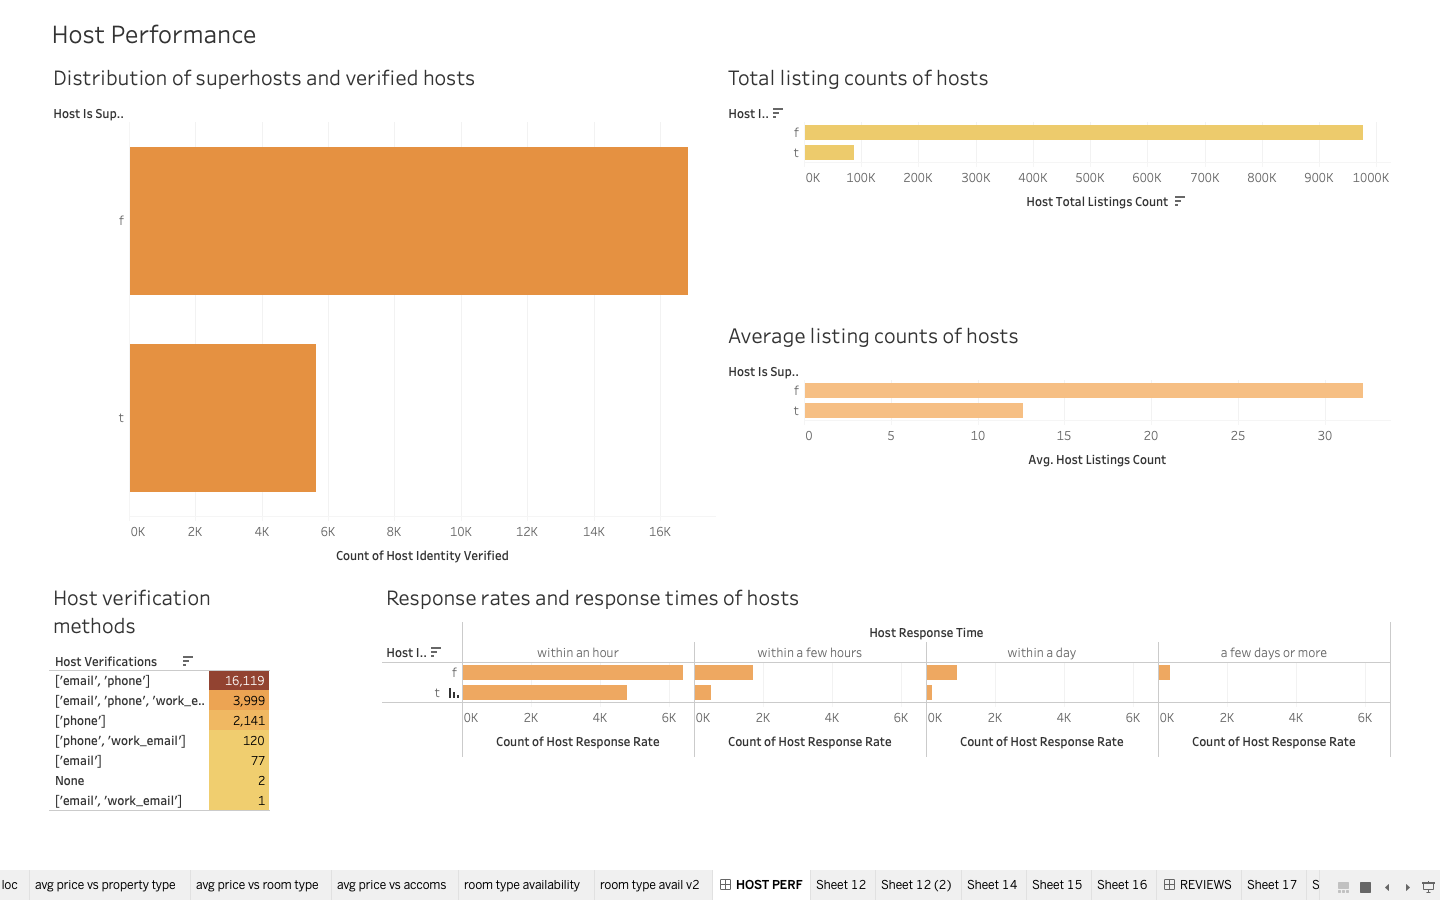 Host Performance
Distribution of superhosts and verified hosts
Host Is Sup..
f
t
0K 2K 4K 6K 8K 10K 12K 14K 16K
Count of Host Identity Verified
Total listing counts of hosts
Host I..
f
t
0K 100K 200K 300K 400K 500K 600K 700K 800K 900K 1000K
Host Total Listings Count
Average listing counts of hosts
Host Is Sup..
f
t
0 5 10 15 20 25 30
Avg. Host Listings Count
Host verification
methods
Host Verifications
['email', 'phone'] 16,119
['email', 'phone', 'work_e.. 3,999
['phone'] 2,141
['phone', 'work_email'] 120
['email'] 77
None 2
['email', 'work_email'] 1
Response rates and response times of hosts
Host Response Time
Host I.. within an hour within a few hours within a day a few days or more
f
t
0K 2K 4K 6K 0K 2K 4K 6K 0K 2K 4K 6K 0K 2K 4K 6K
Count of Host Response Rate Count of Host Response Rate Count of Host Response Rate Count of Host Response Rate
loc avg price vs property type avg price vs room type avg price vs accoms room type availability room type avail v2 HOST PERF Sheet 12 Sheet 12 (2) Sheet 14 Sheet 15 Sheet 16 REVIEWS Sheet 17 S